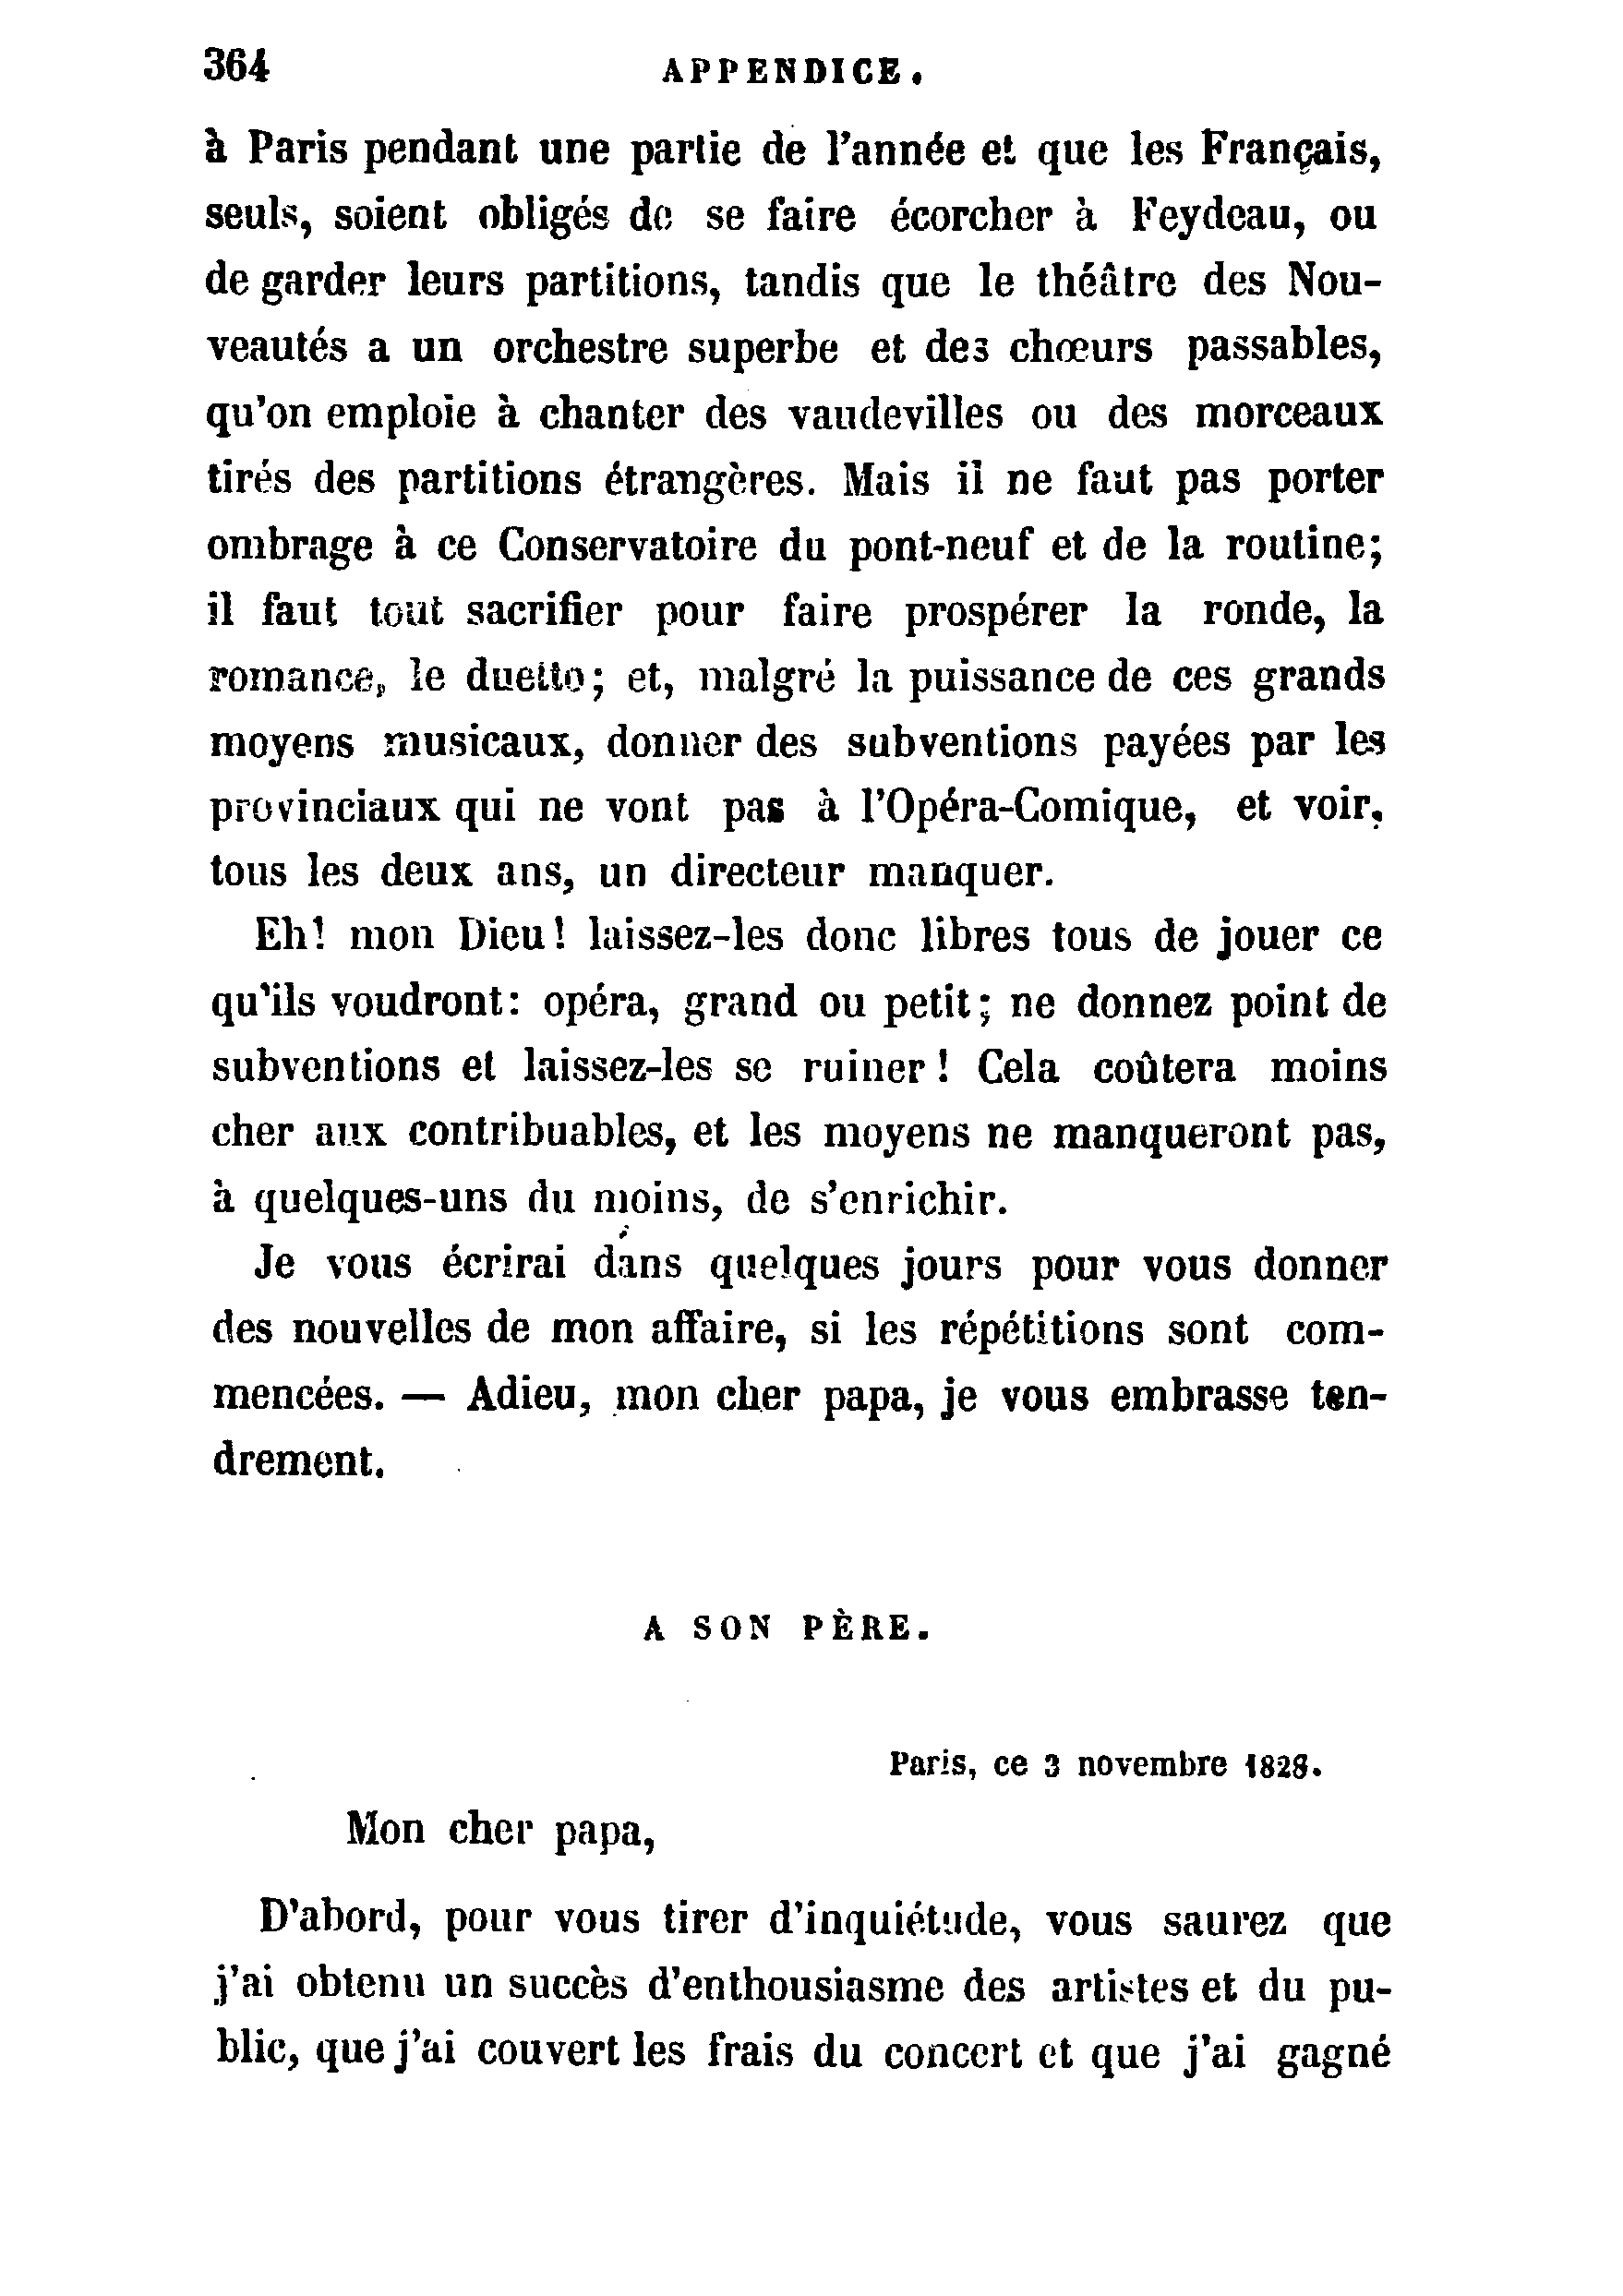 364 APPENDICE.
à Paris pendant une partie de l'année et que les Français,
seuls, soient obligés de se faire écorcher à Feydeau, ou
de garder leurs partitions, tandis que le théâtre des Nou-
veautés a un orchestre superbe et des chœurs passables,
qu'on emploie à chanter des vaudevilles ou des morceaux
tirés des partitions étrangères. Mais il ne faut pas porter
ombrage à ce Conservatoire du pont-neuf et de la routine;
il faut tout sacrifier pour faire prospérer la ronde, la
romance, le duetto; et, malgré la puissance de ces grands
moyens musicaux, donner des subventions payées par les
provinciaux qui ne vont pas à l'Opéra-Comique, et voir,
tous les deux ans, un directeur manquer.
Eh! mon Dieu! laissez-les donc libres tous de jouer ce
qu'ils voudront: opéra, grand ou petit; ne donnez point de
subventions et laissez-les se ruiner! Cela coûtera moins
cher aux contribuables, et les moyens ne manqueront pas,
à quelques-uns du moins, de s'enrichir.
Je vous écrirai dans quelques jours pour vous donner
des nouvelles de mon affaire, si les répétitions sont com-
mencées. — Adieu, mon cher papa, je vous embrasse ten-
drement.
A SON PÈRE.
Paris, ce 3 novembre 1828.
Mon cher papa,
D'abord, pour vous tirer d'inquiétude, vous saurez que
j'ai obtenu un succès d'enthousiasme des artistes et du pu-
blic, que j'ai couvert les frais du concert et que j'ai gagné